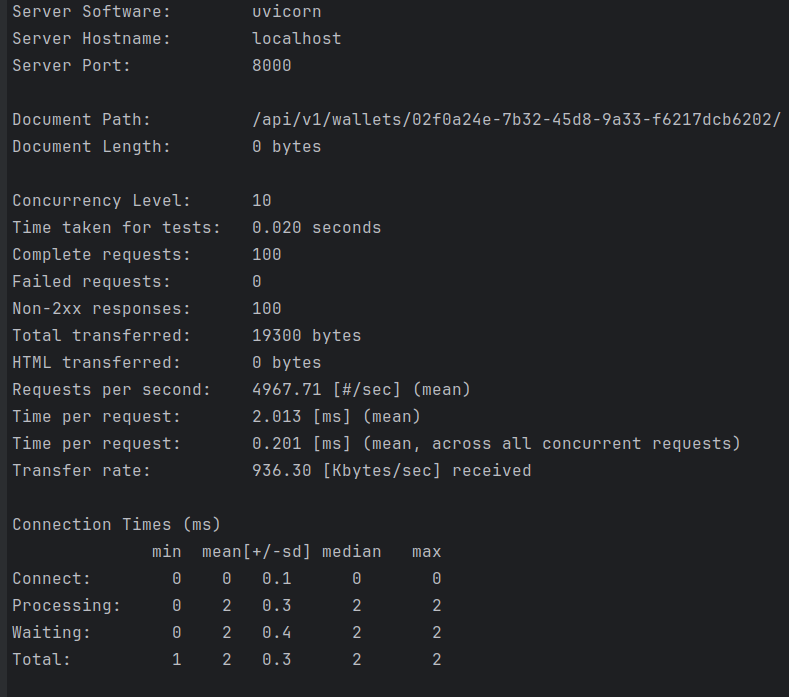 Server Software:        uvicorn
Server Hostname:        localhost
Server Port:            8000

Document Path:          /api/v1/wallets/02f0a24e-7b32-45d8-9a33-f6217dcb6202/
Document Length:        0 bytes

Concurrency Level:      10
Time taken for tests:   0.020 seconds
Complete requests:      100
Failed requests:        0
Non-2xx responses:      100
Total transferred:      19300 bytes
HTML transferred:       0 bytes
Requests per second:    4967.71 [#/sec] (mean)
Time per request:       2.013 [ms] (mean)
Time per request:       0.201 [ms] (mean, across all concurrent requests)
Transfer rate:          936.30 [Kbytes/sec] received

Connection Times (ms)
              min  mean[+/-sd] median   max
Connect:        0    0   0.1      0       0
Processing:     0    2   0.3      2       2
Waiting:        0    2   0.4      2       2
Total:          1    2   0.3      2       2